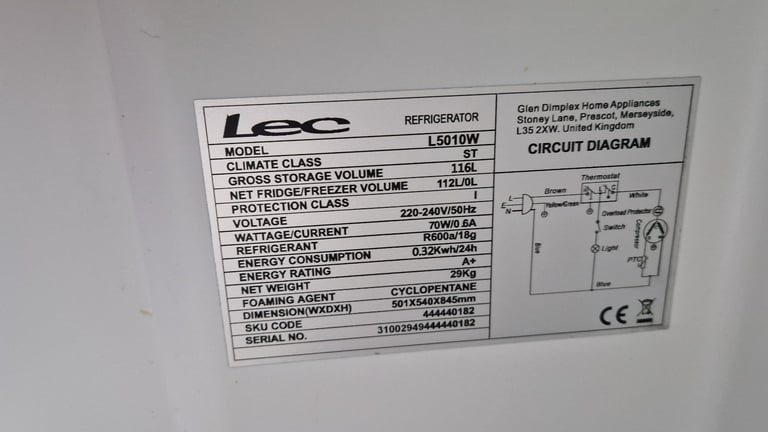 Lec REFRIGERATOR
MODEL L5010W
CLIMATE CLASS ST
GROSS STORAGE VOLUME 116L
NET FRIDGE/FREEZER VOLUME 112L/0L
PROTECTION CLASS I
VOLTAGE 220-240V/50Hz
WATTAGE/CURRENT 70W/0.6A
REFRIGERANT R600a/18g
ENERGY CONSUMPTION 0.32Kwh/24h
ENERGY RATING A+
NET WEIGHT 29Kg
FOAMING AGENT CYCLOPENTANE
DIMENSION(WXDXH) 501X540X845mm
SKU CODE 444440182
SERIAL NO. 31002949444440182
Glen Dimplex Home Appliances
Stoney Lane, Prescot, Merseyside,
L35 2XW. United Kingdom
CIRCUIT DIAGRAM
Thermostat
L Brown White
E Yellow/Green
N
Overload Protector
Switch
Compressor
Light
PTC
Blue
Blue
CE